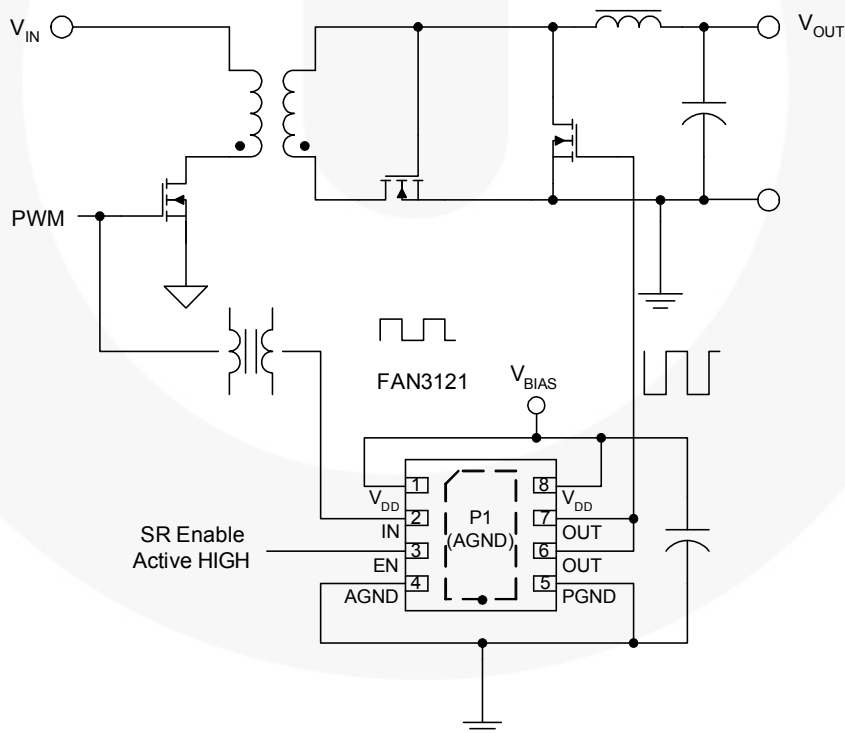 V_IN
V_OUT
PWM
FAN3121
V_BIAS
1
8
V_DD
V_DD
2
P1
7
IN
(AGND)
OUT
SR Enable
Active HIGH
3
6
EN
OUT
4
5
AGND
PGND